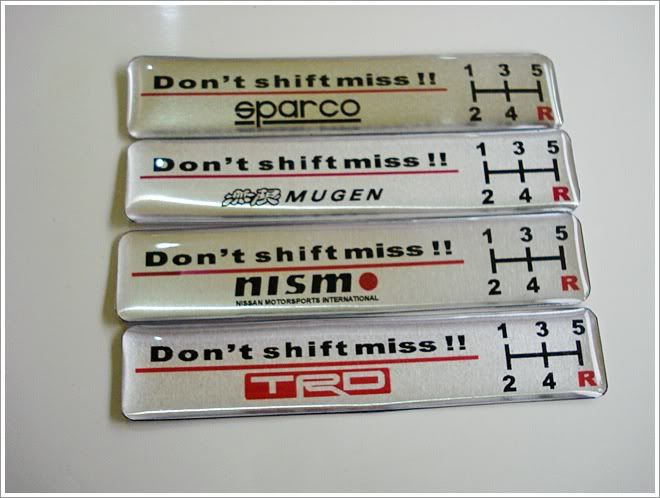 Don't shift miss !!
sparco
1 3 5
2 4 R
Don't shift miss !!
無限 MUGEN
1 3 5
2 4 R
Don't shift miss !!
nismo
NISSAN MOTORSPORTS INTERNATIONAL
1 3 5
2 4 R
Don't shift miss !!
TRD
1 3 5
2 4 R